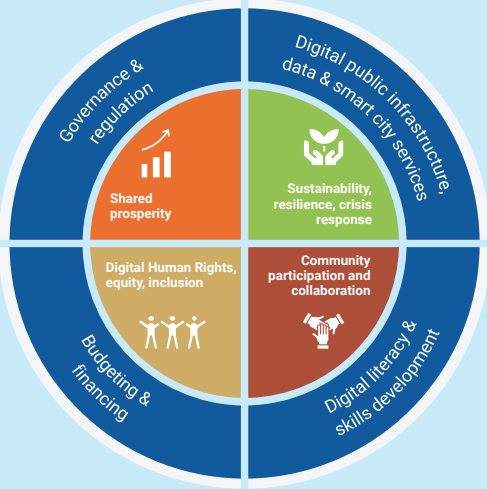 Governance &
regulation
Digital public infrastructure,
data & smart city services
Shared
prosperity
Sustainability,
resilience, crisis
response
Digital Human Rights,
equity, inclusion
Community
participation and
collaboration
Budgeting &
financing
Digital literacy &
skills development